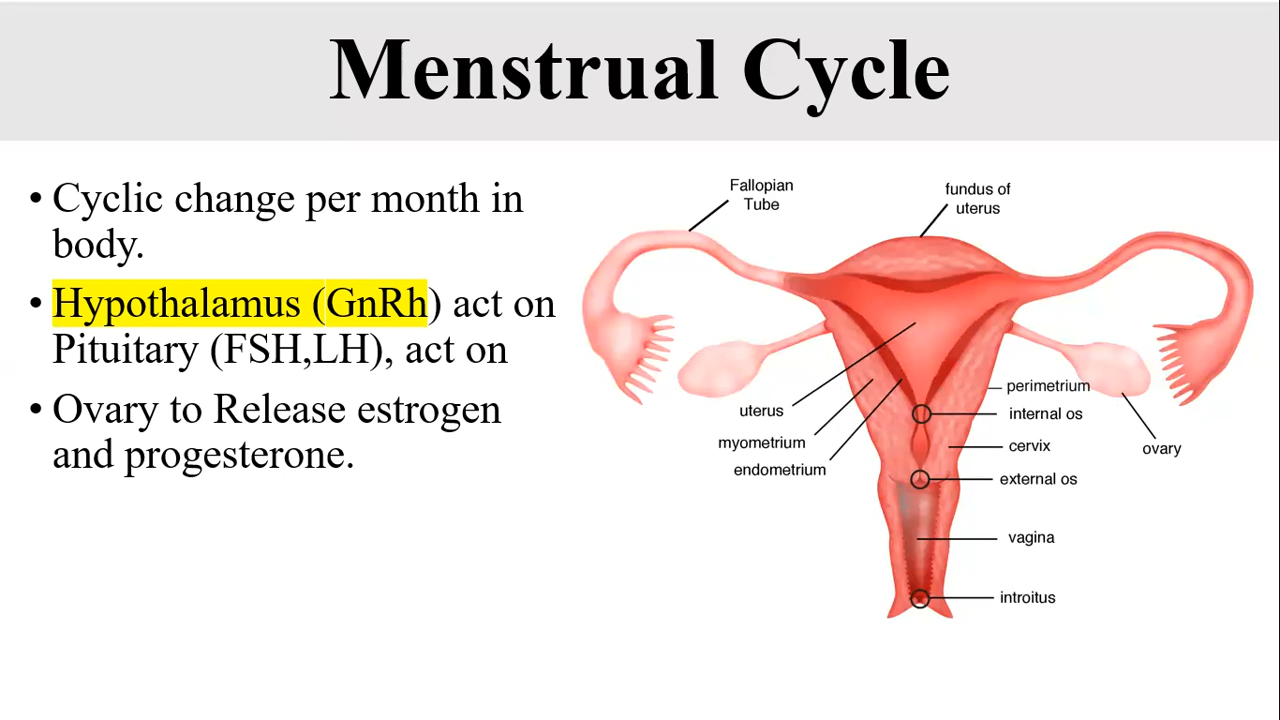 Menstrual Cycle
• Cyclic change per month in
body.
• Hypothalamus (GnRh) act on
Pituitary (FSH,LH), act on
• Ovary to Release estrogen
and progesterone.
Fallopian
Tube
fundus of
uterus
uterus
myometrium
endometrium
perimetrium
internal os
cervix
external os
vagina
introitus
ovary